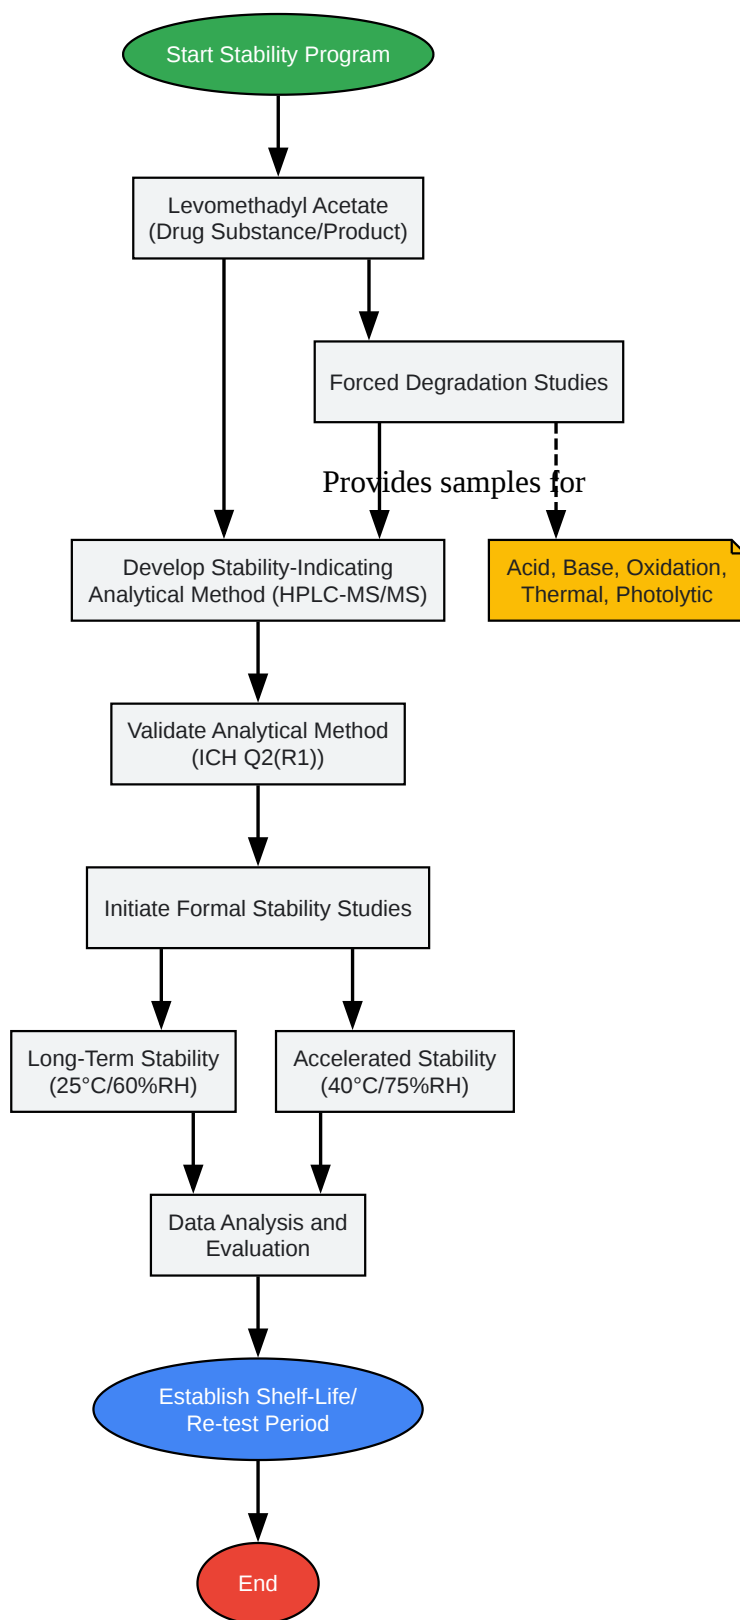 Start Stability Program
Levomethadyl Acetate
(Drug Substance/Product)
Forced Degradation Studies
Provides samples for
Develop Stability-Indicating
Analytical Method (HPLC-MS/MS)
Acid, Base, Oxidation,
Thermal, Photolytic
Validate Analytical Method
(ICH Q2(R1))
Initiate Formal Stability Studies
Long-Term Stability
(25°C/60%RH)
Accelerated Stability
(40°C/75%RH)
Data Analysis and
Evaluation
Establish Shelf-Life/
Re-test Period
End